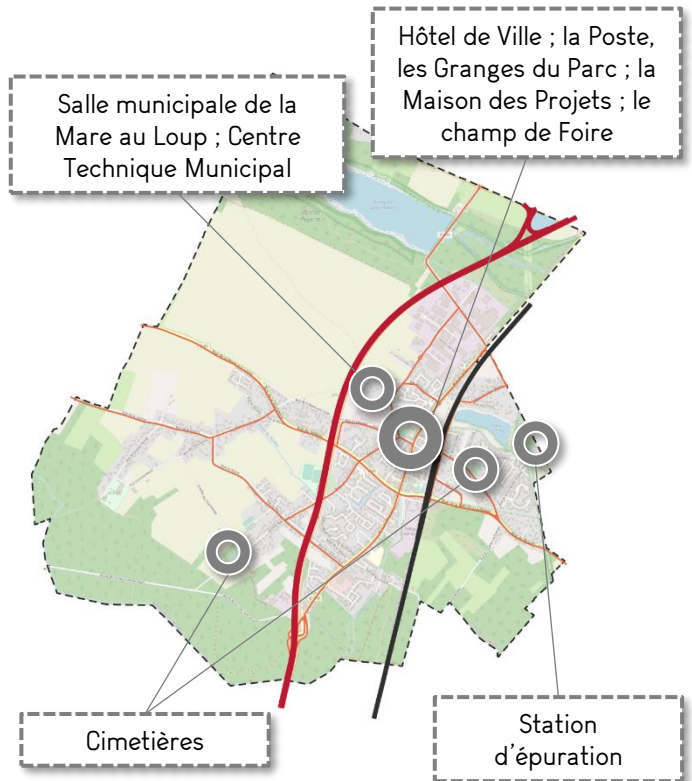 Hôtel de Ville ; la Poste,
les Granges du Parc ; la
Maison des Projets ; le
champ de Foire
Salle municipale de la
Mare au Loup ; Centre
Technique Municipal
Cimetières
Station
d'épuration